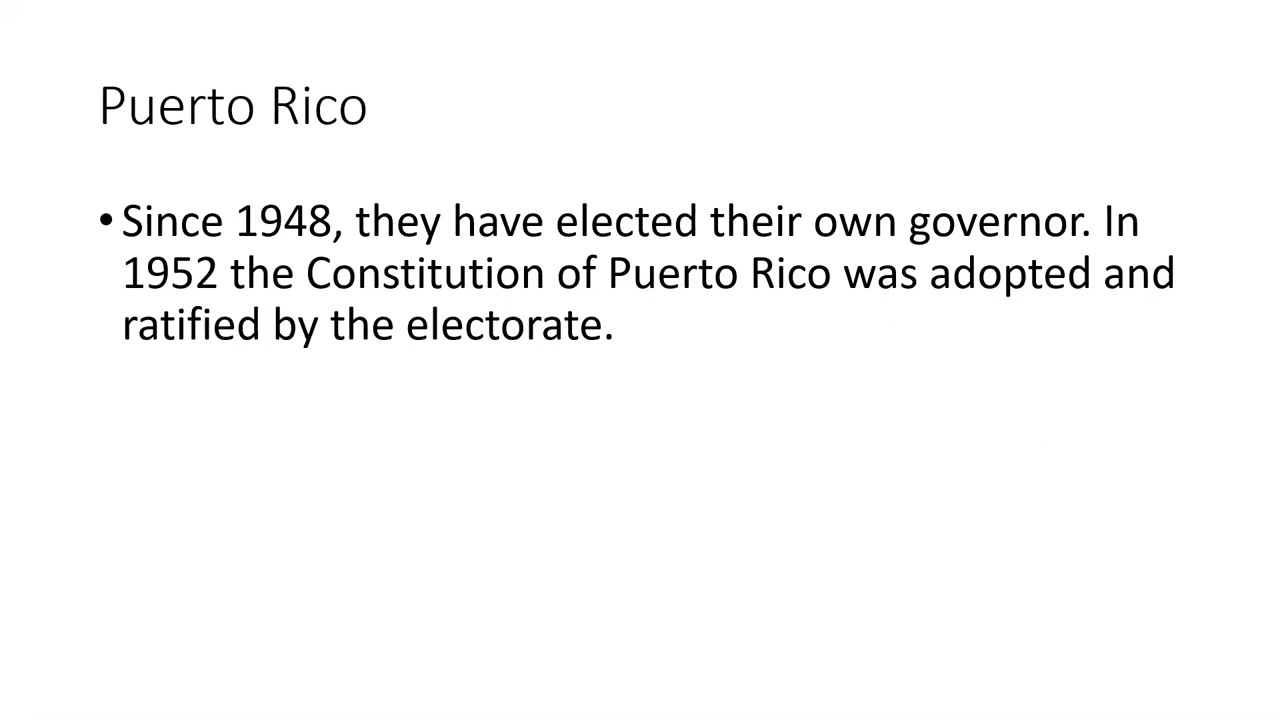 Puerto Rico
•Since 1948, they have elected their own governor. In
1952 the Constitution of Puerto Rico was adopted and
ratified by the electorate.